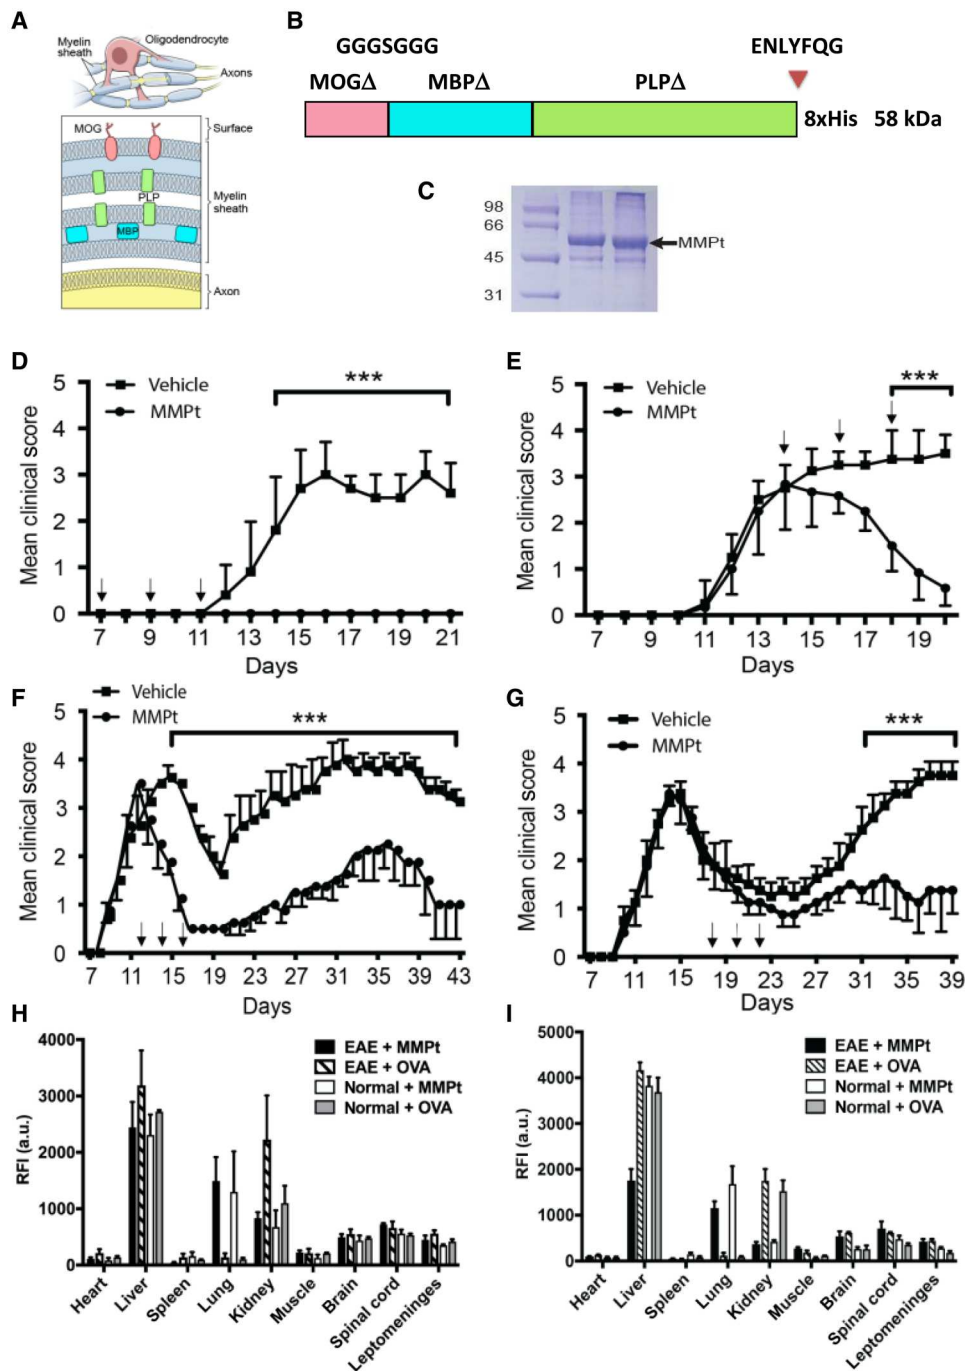 A
Myelin sheath
Oligodendrocyte
Axons
MOG
Surface
PLP
Myelin sheath
MBP
Axon
B
GGGSGGG ENLYFQG
MOGΔ MBPΔ PLPΔ
8xHis 58 kDa
C
98
66
45
31
MMPt
D
Mean clinical score
5
4
3
2
1
0
Vehicle
MMPt
***
7 9 11 13 15 17 19 21
Days
E
Mean clinical score
5
4
3
2
1
0
Vehicle
MMPt
***
7 9 11 13 15 17 19
Days
F
Vehicle
MMPt
Mean clinical score
5
4
3
2
1
0
***
7 11 15 19 23 27 31 35 39 43
Days
G
Mean clinical score
5
4
3
2
1
0
Vehicle
MMPt
***
7 11 15 19 23 27 31 35 39
Days
H
RFI (a.u.)
4000
3000
2000
1000
0
EAE + MMPt
EAE + OVA
Normal + MMPt
Normal + OVA
Heart Liver Spleen Lung Kidney Muscle Brain Spinal cord Leptomeninges
I
RFI (a.u.)
5000
4000
3000
2000
1000
0
EAE + MMPt
EAE + OVA
Normal + MMPt
Normal + OVA
Heart Liver Spleen Lung Kidney Muscle Brain Spinal cord Leptomeninges